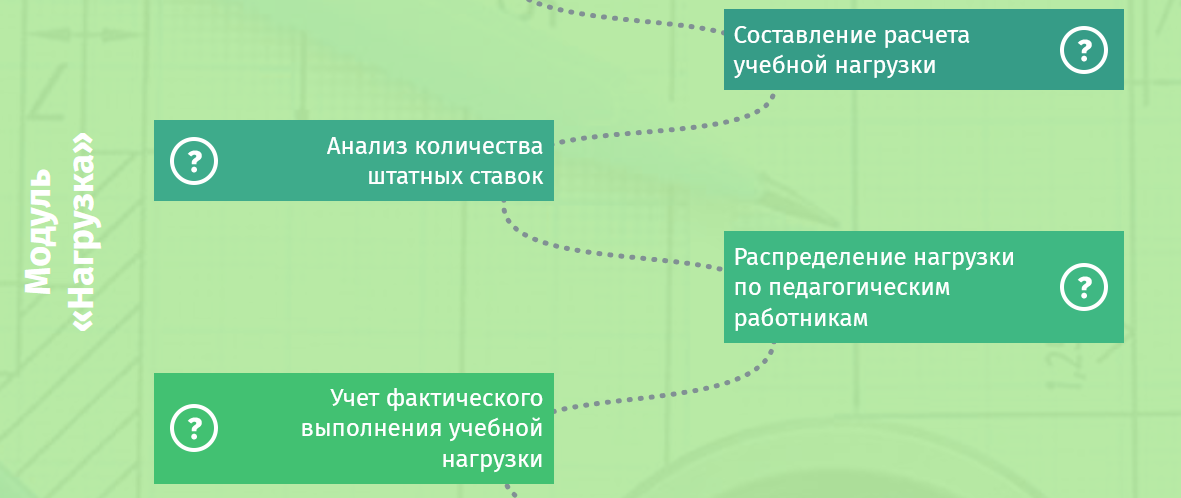 Модуль
«Нагрузка»
Составление расчета
учебной нагрузки
?
?
Анализ количества
штатных ставок
Распределение нагрузки
по педагогическим
работникам
?
?
Учет фактического
выполнения учебной
нагрузки